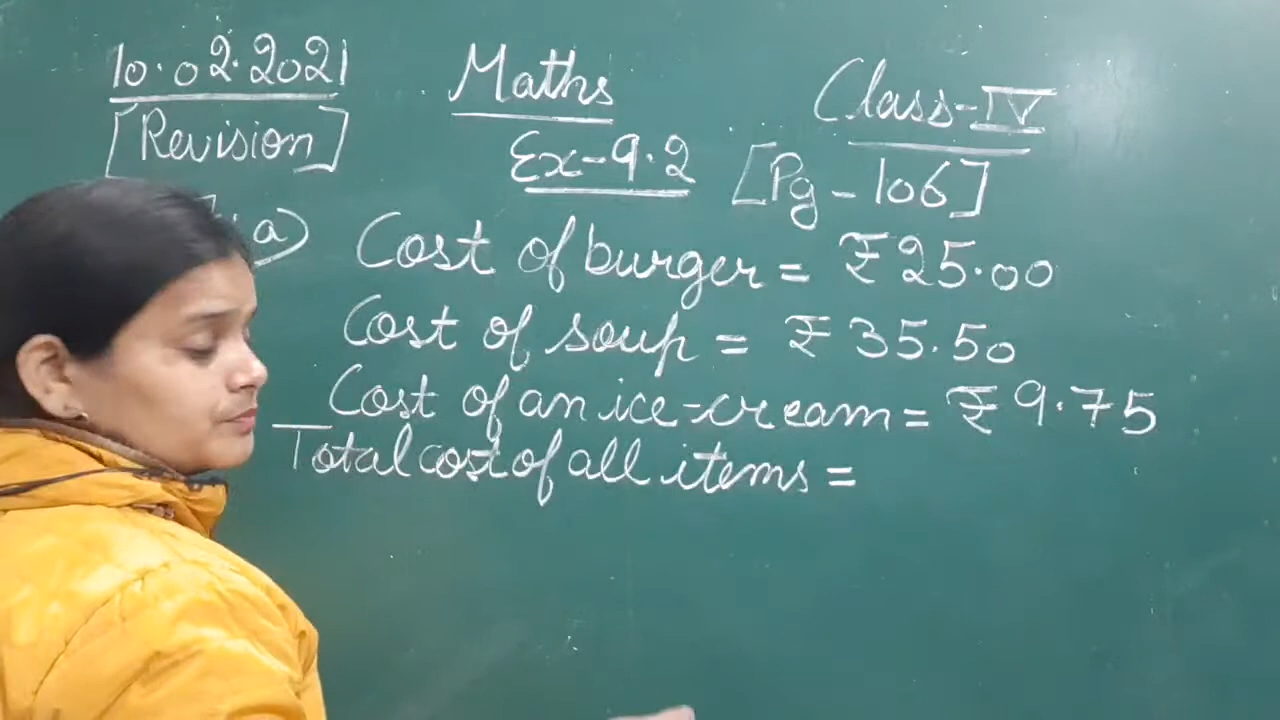 10.02.2021 Maths Class-IV
[Revision] Ex-9.2 [Pg-106]
a) Cost of burger = ₹25.00
Cost of soup = ₹ 35.50
Cost of an ice-cream = ₹9.75
Total cost of all items =